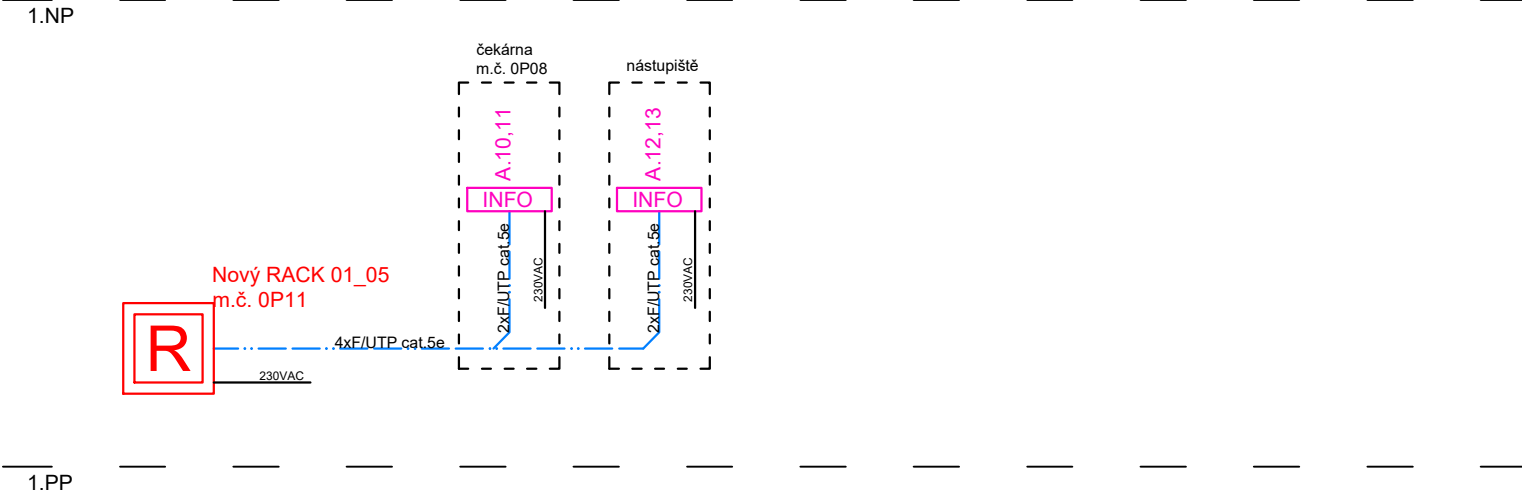 1.NP
čekárna
m.č. 0P08
nástupiště
A.10,11
A.12,13
INFO
INFO
2xF/UTP cat.5e
230VAC
2xF/UTP cat.5e
230VAC
Nový RACK 01_05
m.č. 0P11
R
4xF/UTP cat.5e
230VAC
1.PP